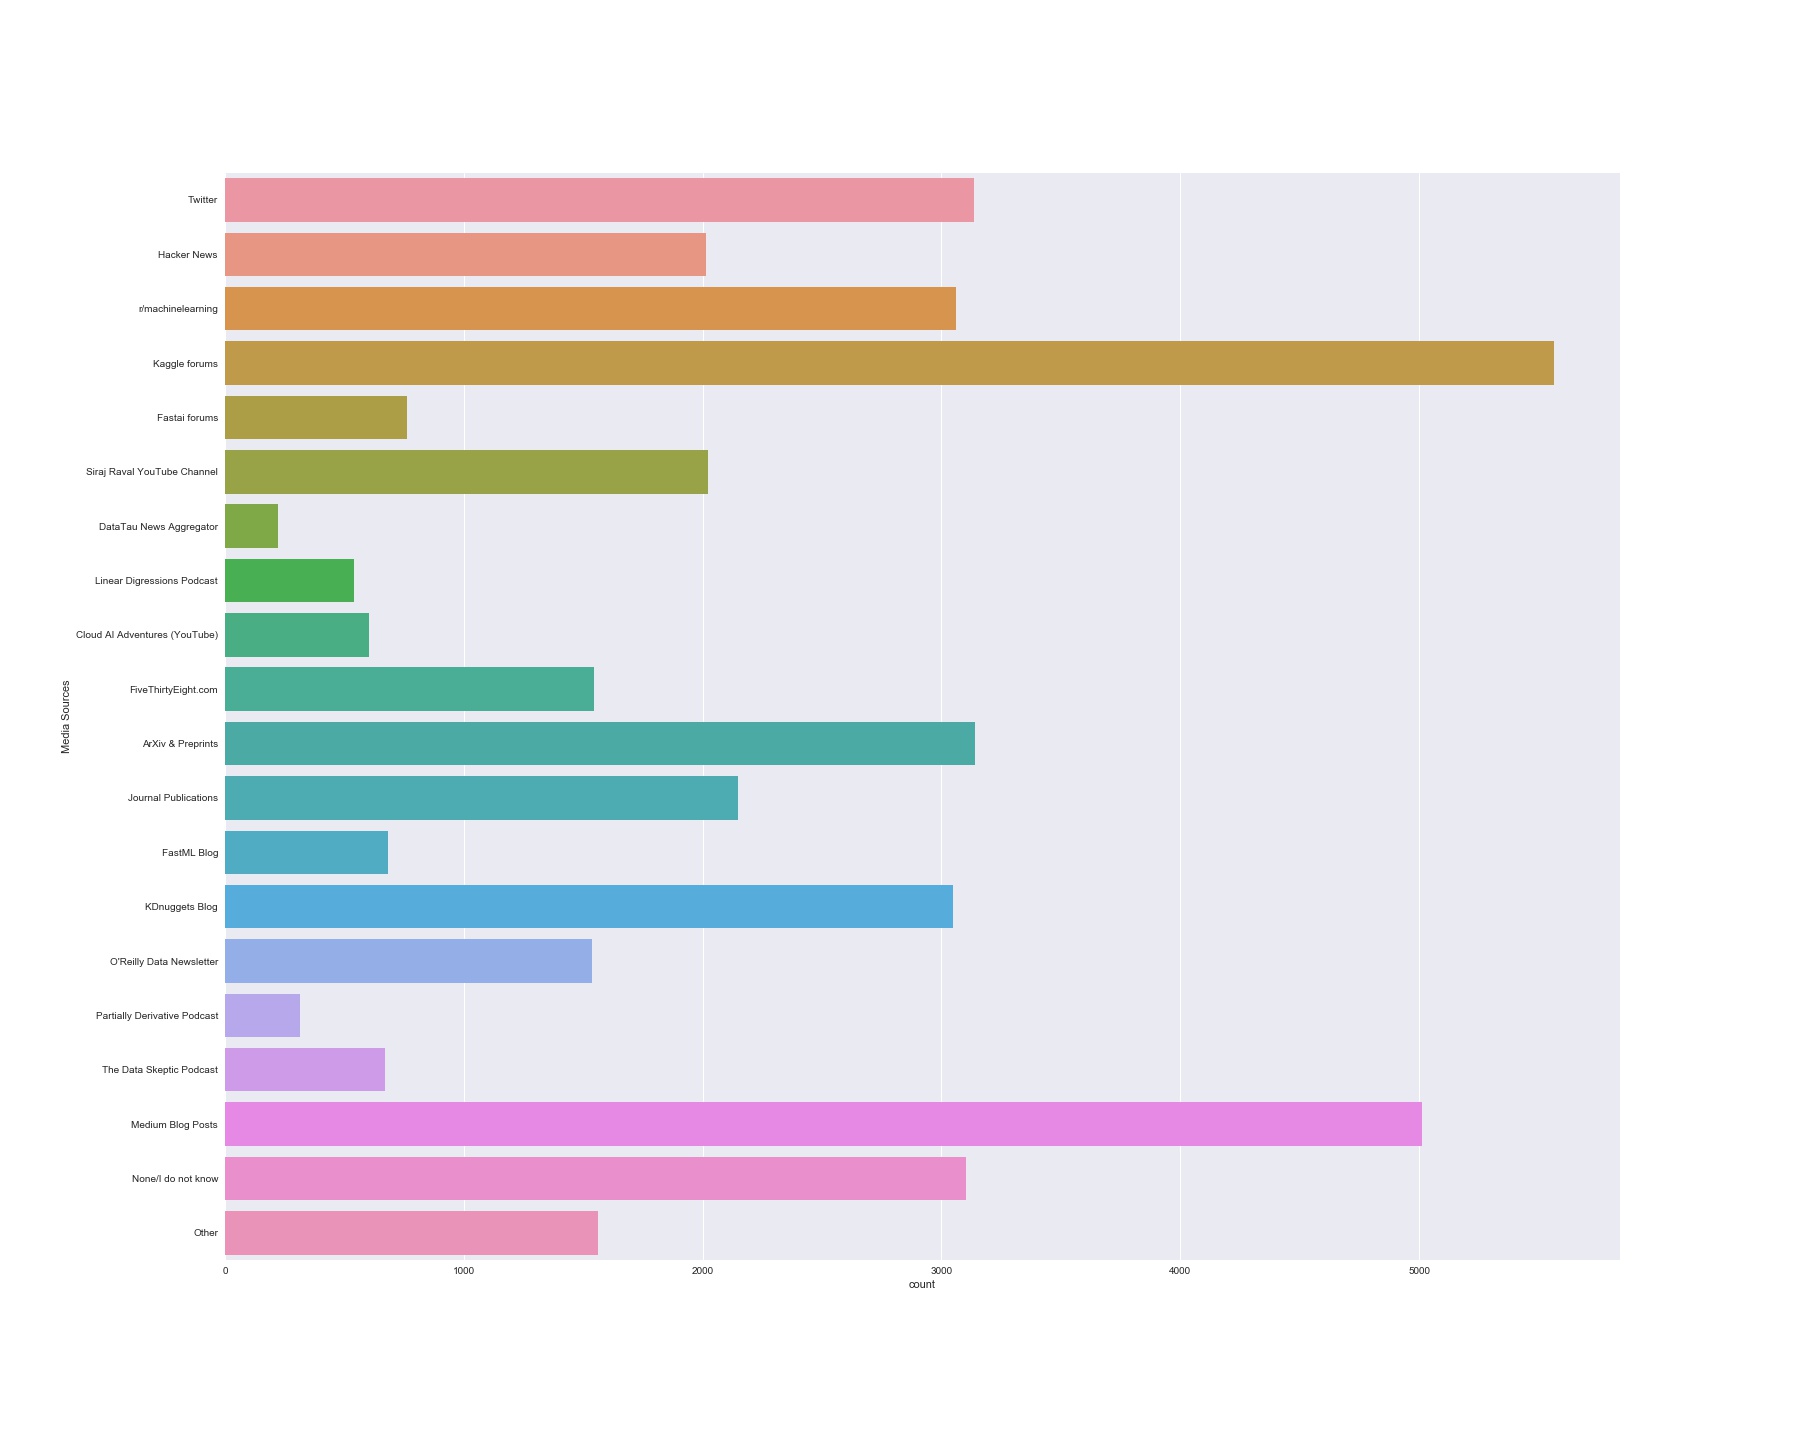 Twitter
Hacker News
r/machinelearning
Kaggle forums
Fastai forums
Siraj Raval YouTube Channel
DataTau News Aggregator
Linear Digressions Podcast
Cloud AI Adventures (YouTube)
FiveThirtyEight.com
ArXiv & Preprints
Journal Publications
FastML Blog
KDnuggets Blog
O'Reilly Data Newsletter
Partially Derivative Podcast
The Data Skeptic Podcast
Medium Blog Posts
None/I do not know
Other
Media Sources
0 1000 2000 3000 4000 5000
count